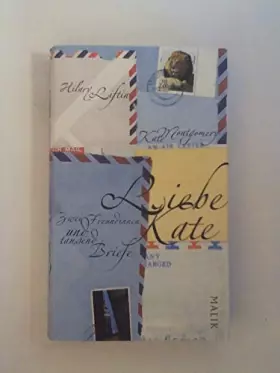 Hilary
Liftin
Kate
Montgomery
Liebe
Kate
Zwei Freundinnen
und
tausend
Briefe
MALIK